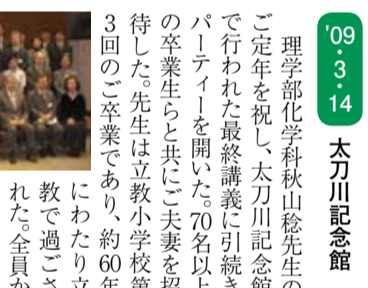 '09・3・14
太刀川記念館
理学部化学科秋山稔先生の
ご定年を祝し、太刀川記念館
で行われた最終講義に引続き
パーティーを開いた。70名以上
の卒業生らと共にご夫妻を招
待した。先生は立教小学校第
3回のご卒業であり、約60年
にわたり立
教で過ごさ
れた。全員か